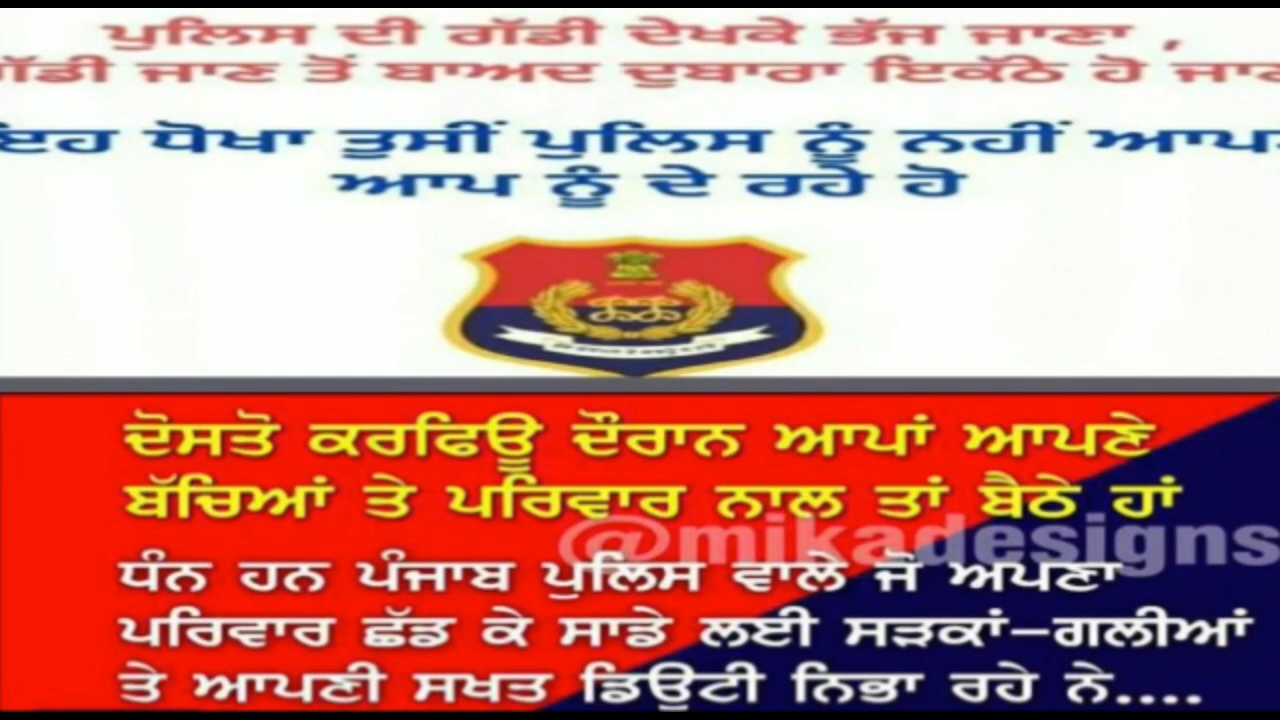 ਪੁਲਿਸ ਦੀ ਗੱਡੀ ਦੇਖਕੇ ਭੱਜ ਜਾਣਾ ,
ਜਾਣ ਤੋਂ ਬਾਅਦ ਦੁਬਾਰਾ ਇਕੱਠੇ ਹੋ
ਇਹ ਧੋਖਾ ਤੁਸੀਂ ਪੁਲਿਸ ਨੂੰ ਨਹੀਂ
ਆਪ ਨੂੰ ਦੇ ਰਹੇ ਹੋ
ਦੋਸਤੋ ਕਰਫਿਊ ਦੌਰਾਨ ਆਪਾਂ ਆਪਣੇ
ਬੱਚਿਆਂ ਤੇ ਪਰਿਵਾਰ ਨਾਲ ਤਾਂ ਬੈਠੇ ਹਾਂ
@mikadesigns
ਧੰਨ ਹਨ ਪੰਜਾਬ ਪੁਲਿਸ ਵਾਲੇ ਜੋ ਅਪਣਾ
ਪਰਿਵਾਰ ਛੱਡ ਕੇ ਸਾਡੇ ਲਈ ਸੜਕਾਂ-ਗਲੀਆਂ
ਤੇ ਆਪਣੀ ਸਖਤ ਡਿਊਟੀ ਨਿਭਾ ਰਹੇ ਨੇ....